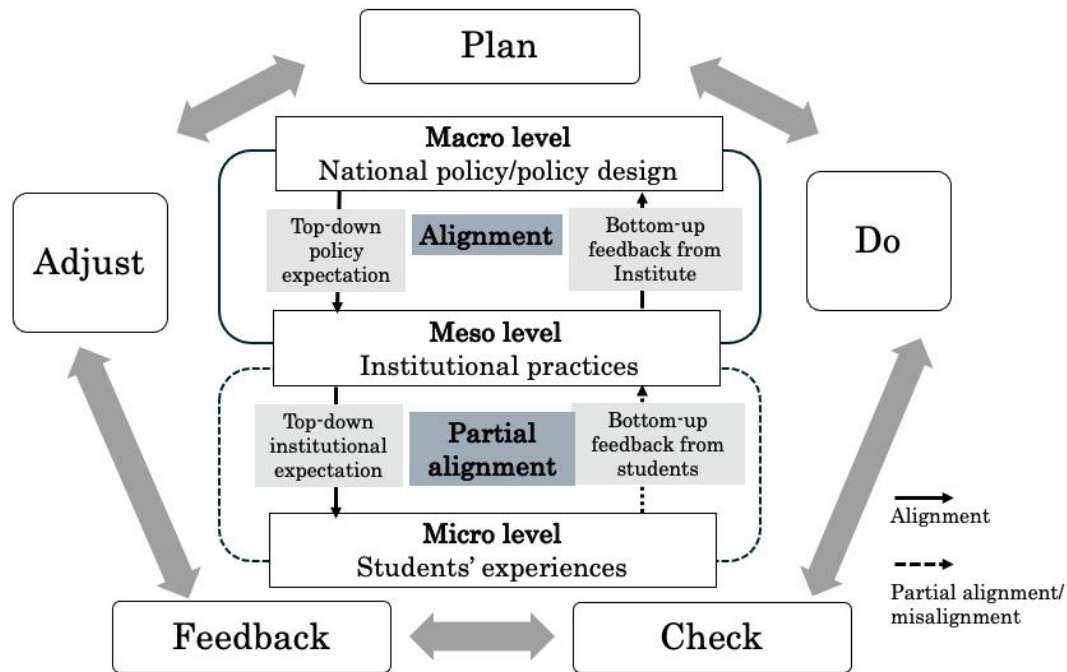 Plan
Macro level
National policy/policy design
Adjust
Top-down
policy
expectation
Alignment
Bottom-up
feedback from
Institute
Do
Meso level
Institutional practices
Top-down
institutional
expectation
Partial
alignment
Bottom-up
feedback from
students
Micro level
Students' experiences
Alignment
Partial alignment/
misalignment
Feedback
Check